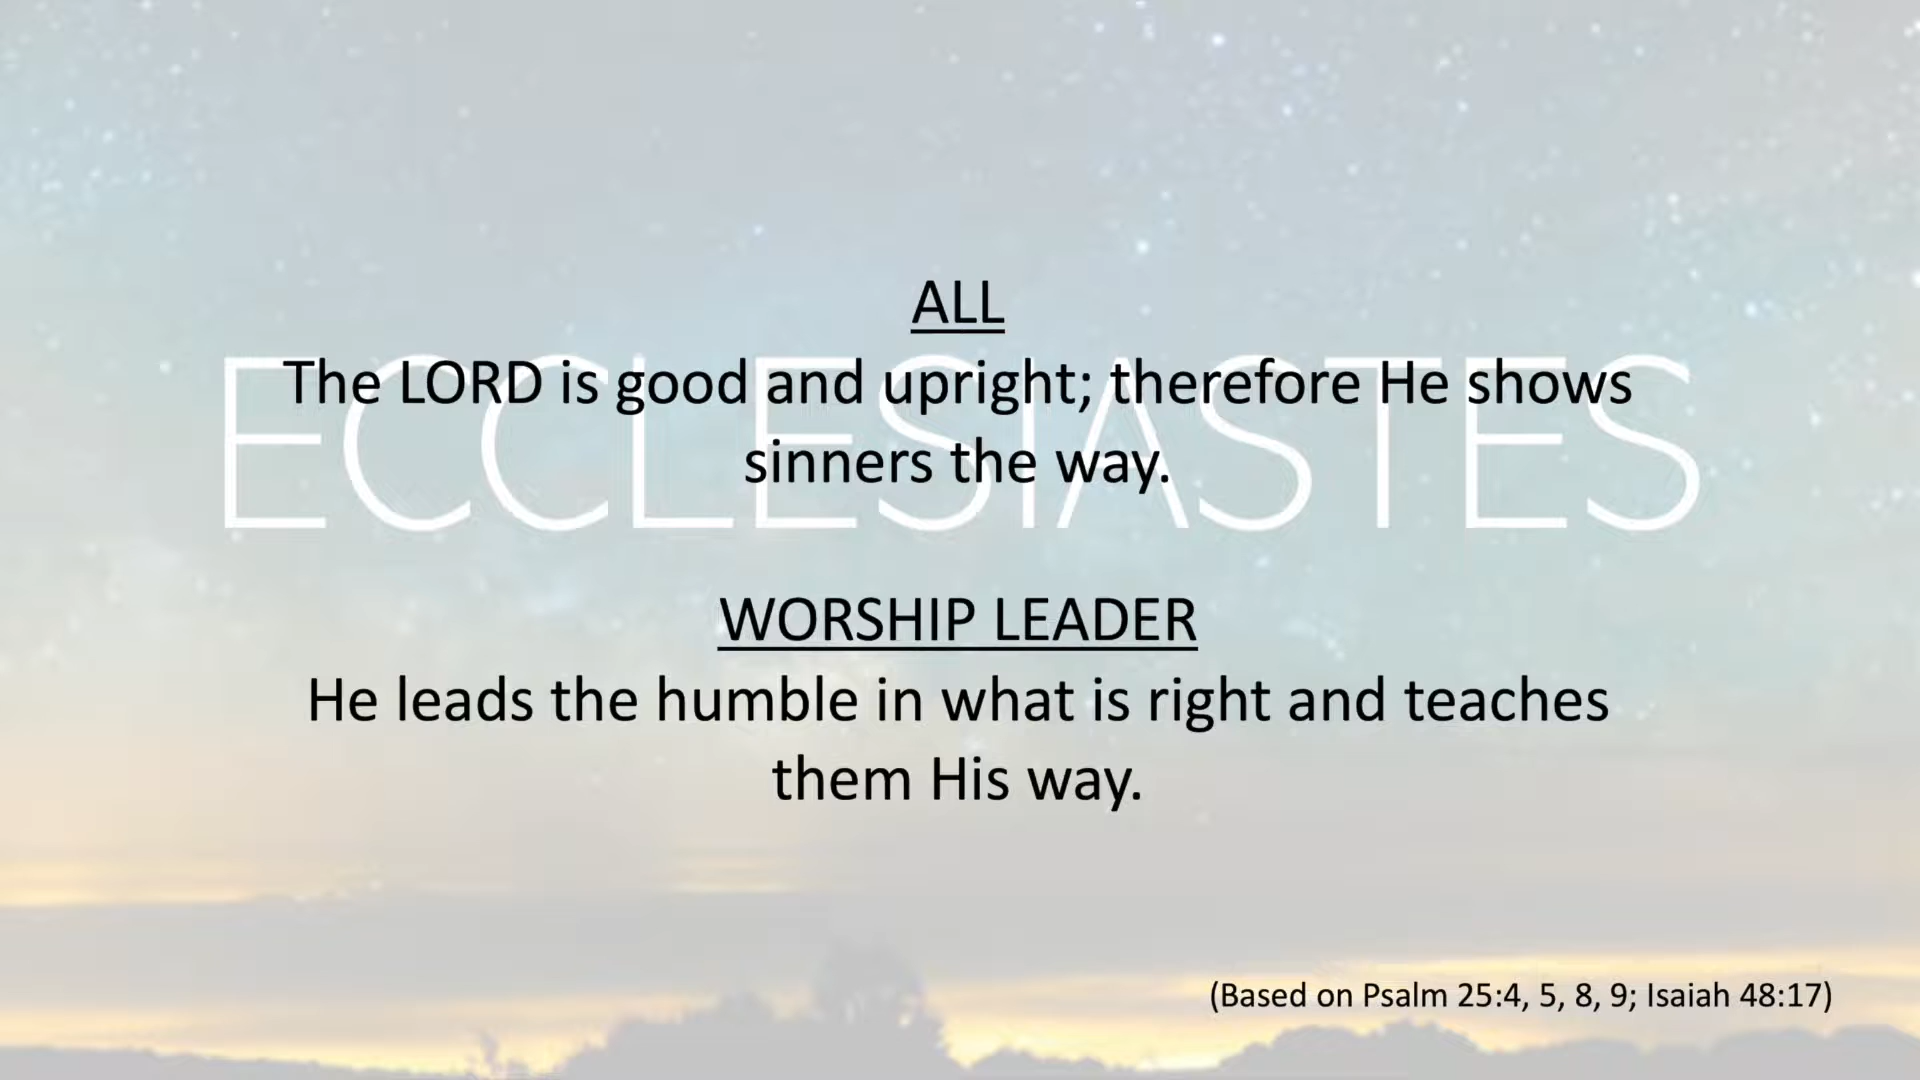 ALL
The LORD is good and upright; therefore He shows
ECCLESIASTES
sinners the way.
WORSHIP LEADER
He leads the humble in what is right and teaches
them His way.
(Based on Psalm 25:4, 5, 8, 9; Isaiah 48:17)